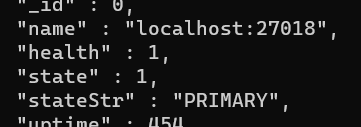 "_id" : 0,
"name" : "localhost:27018",
"health" : 1,
"state" : 1,
"stateStr" : "PRIMARY",
"uptime" : 454